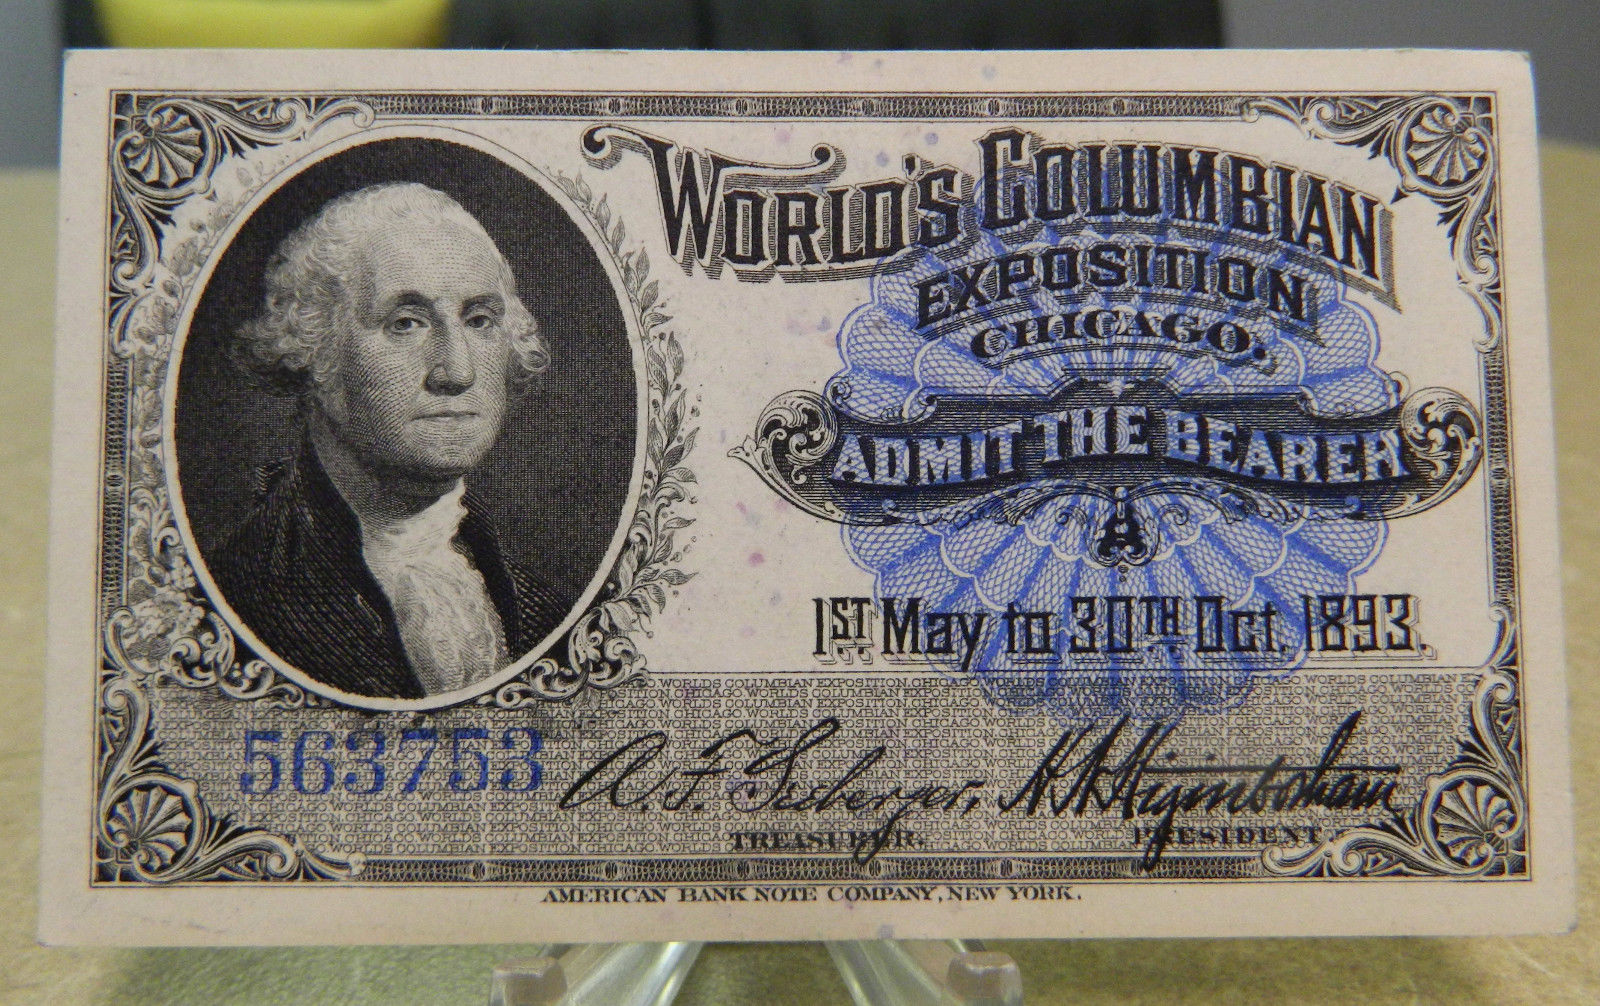 WORLD'S COLUMBIAN
EXPOSITION
CHICAGO.
ADMIT THE BEARER
A
1ST. May to 30TH. Oct. 1893.
563753
A. F. Seeberger,
TREASURER.
H. N. Higinbotham
PRESIDENT.
AMERICAN BANK NOTE COMPANY, NEW YORK.